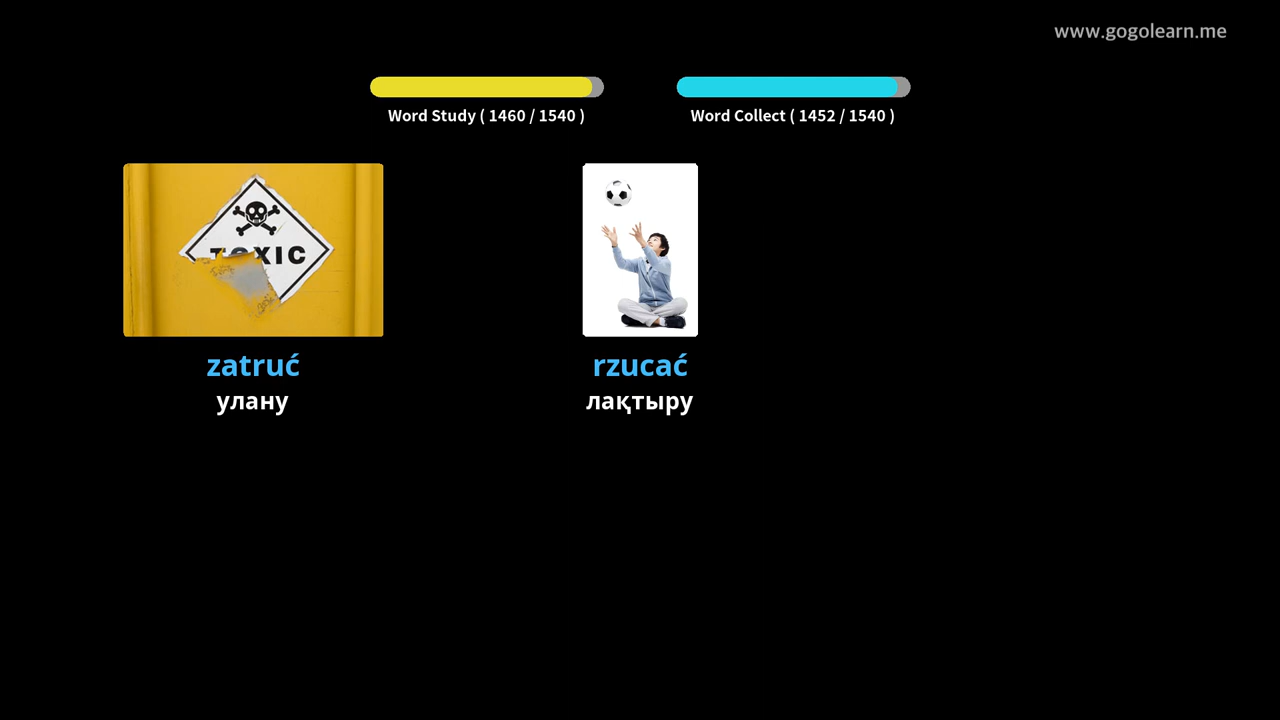 www.gogolearn.me
Word Study ( 1460 / 1540 )
Word Collect ( 1452 / 1540 )
TOXIC
zatruć
rzucać
улану
лақтыру